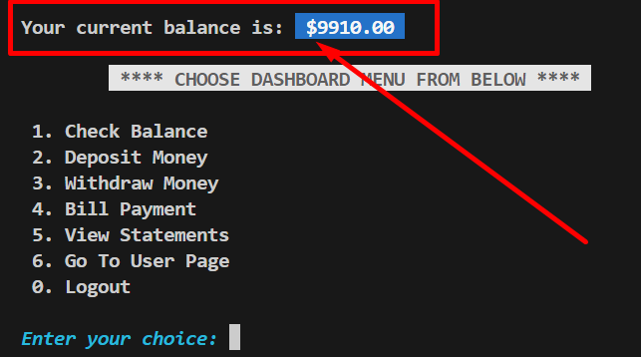 Your current balance is: $9910.00
**** CHOOSE DASHBOARD MENU FROM BELOW ****
1. Check Balance
2. Deposit Money
3. Withdraw Money
4. Bill Payment
5. View Statements
6. Go To User Page
0. Logout
Enter your choice: